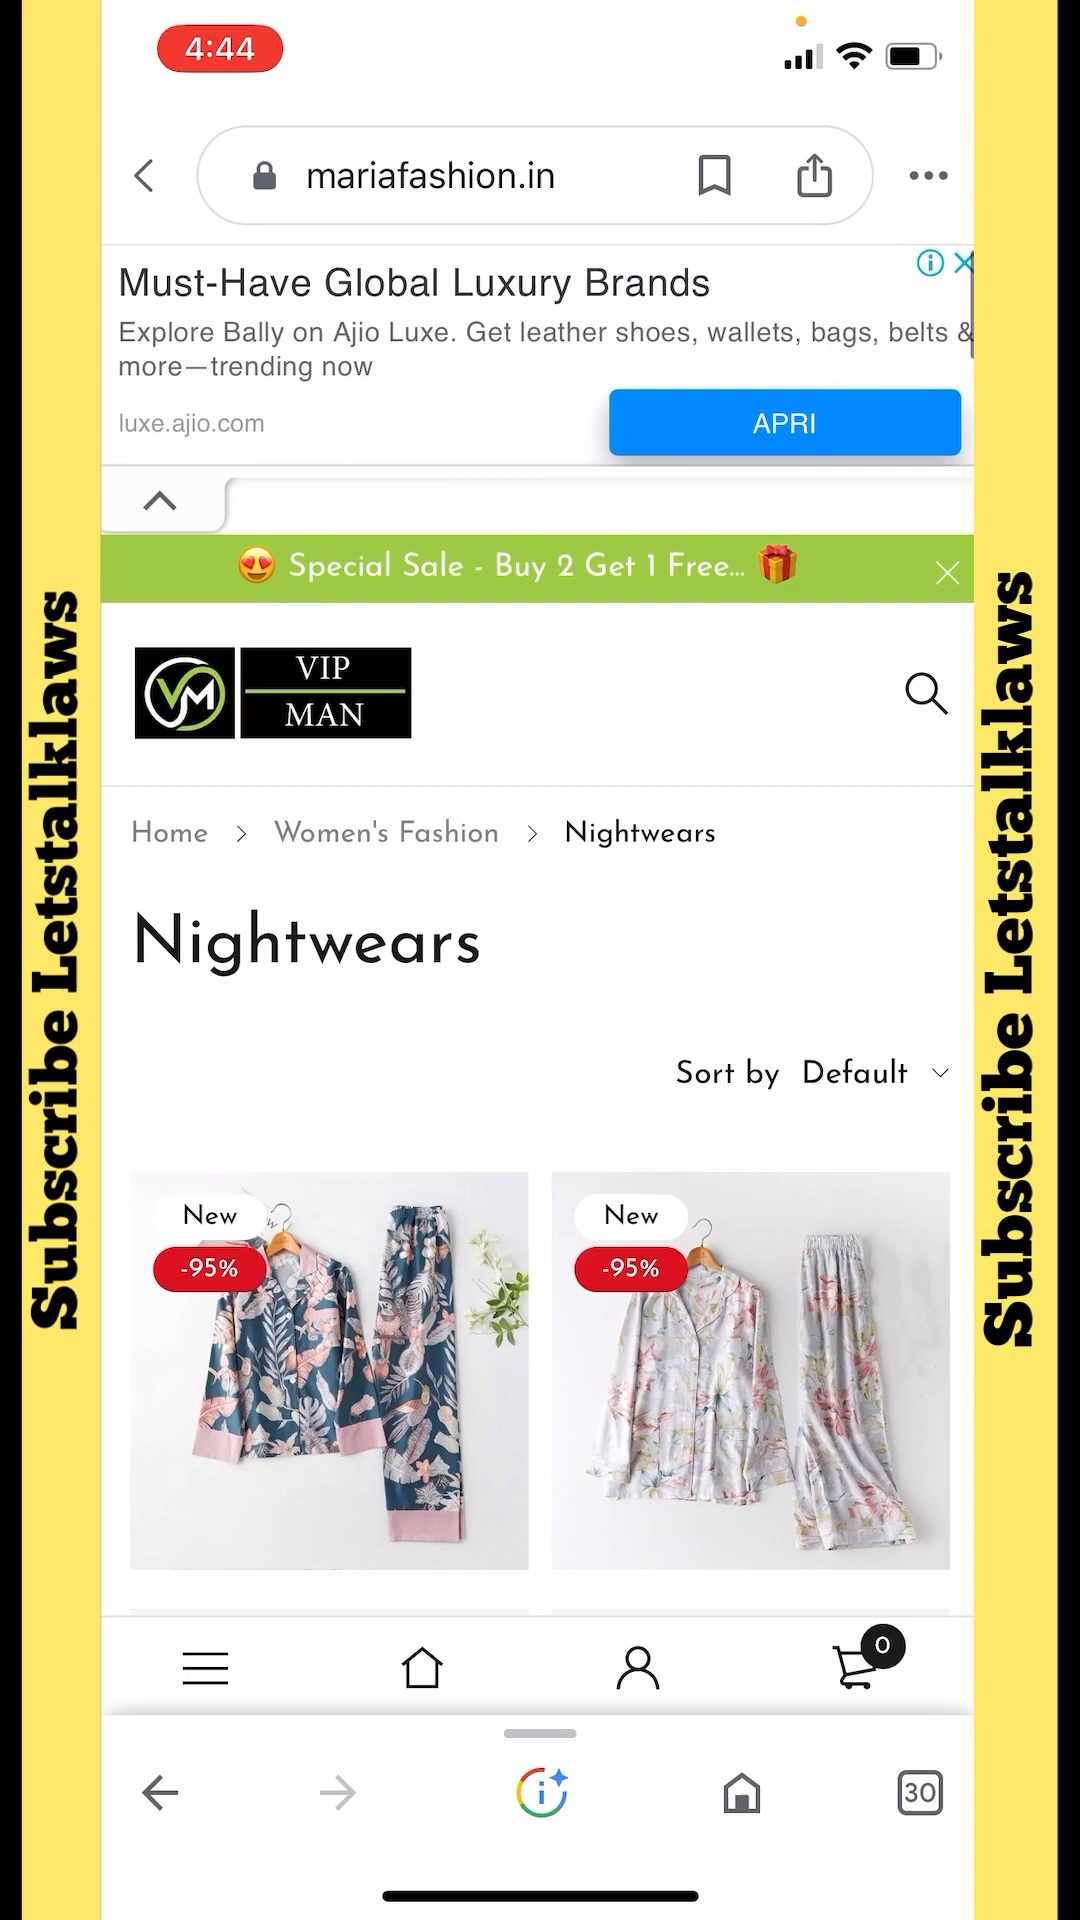 4:44
mariafashion.in
Must-Have Global Luxury Brands
Explore Bally on Ajio Luxe. Get leather shoes, wallets, bags, belts &
more—trending now
luxe.ajio.com
APRI
😍 Special Sale - Buy 2 Get 1 Free... 🎁
VM
VIP
MAN
Home > Women's Fashion > Nightwears
Nightwears
Sort by Default
New
-95%
New
-95%
0
30
Subscribe Letstalklaws
Subscribe Letstalklaws